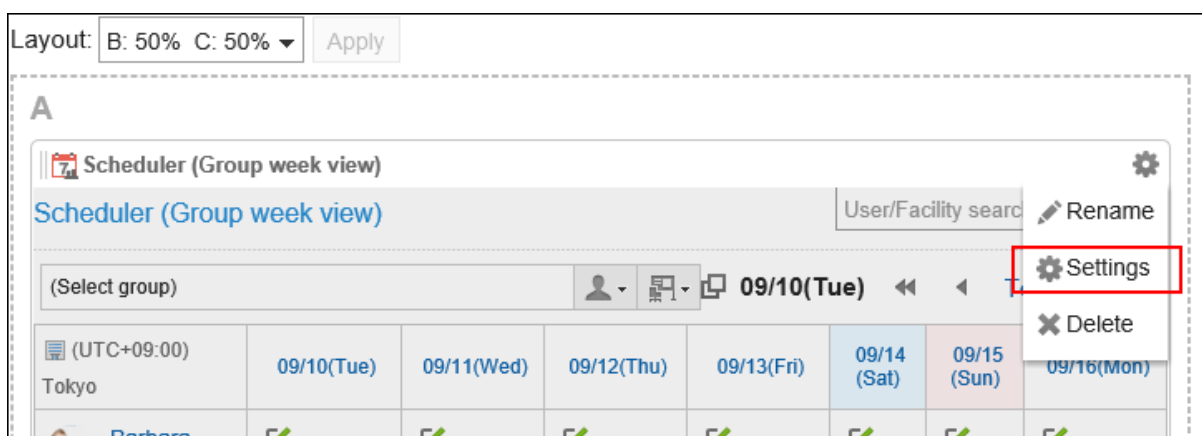 Layout: B: 50% C: 50% Apply
A
Scheduler (Group week view)
Scheduler (Group week view)
User/Facility searc
Rename
(Select group)
09/10(Tue)
Settings
Delete
(UTC+09:00)
Tokyo
09/10(Tue) 09/11(Wed) 09/12(Thu) 09/13(Fri) 09/14 (Sat) 09/15 (Sun) 09/16(Mon)
Barbara